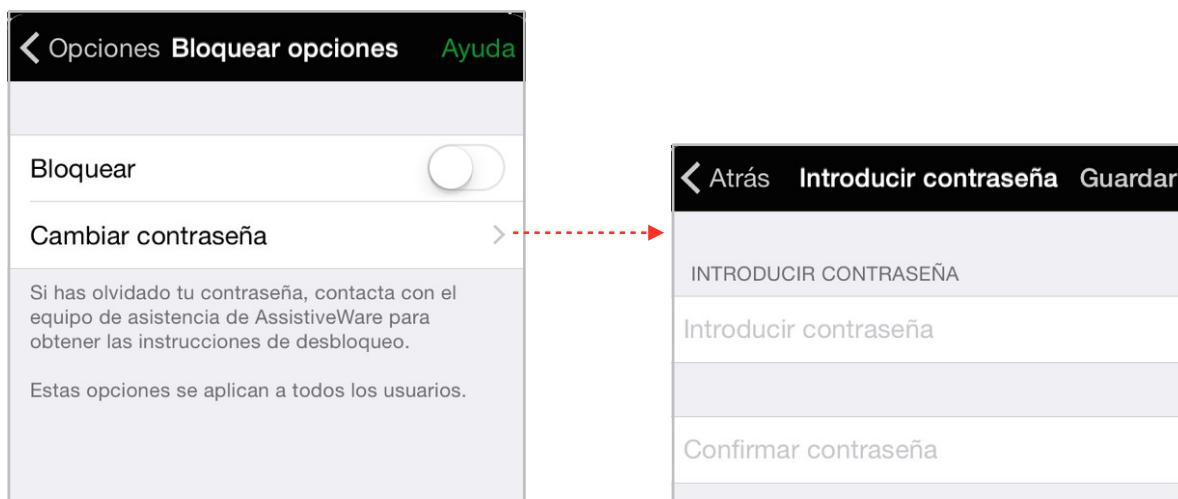 Opciones Bloquear opciones Ayuda
Bloquear
Cambiar contraseña
Si has olvidado tu contraseña, contacta con el
equipo de asistencia de AssistiveWare para
obtener las instrucciones de desbloqueo.
Estas opciones se aplican a todos los usuarios.
Atrás Introducir contraseña Guardar
INTRODUCIR CONTRASEÑA
Introducir contraseña
Confirmar contraseña